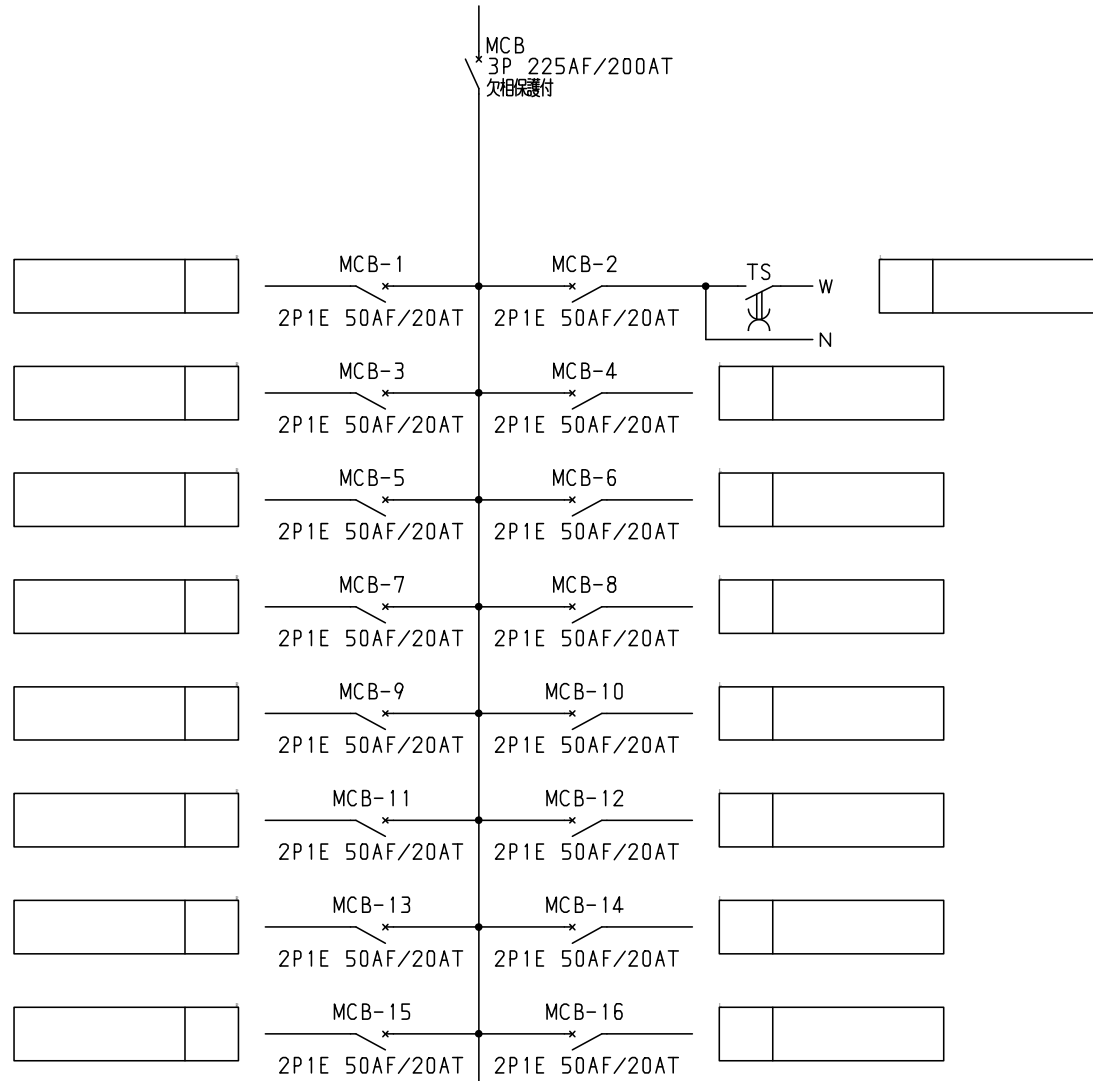 MCB
3P 225AF/200AT
欠相保護付
MCB-1 MCB-2 TS W
2P1E 50AF/20AT 2P1E 50AF/20AT N
MCB-3 MCB-4
2P1E 50AF/20AT 2P1E 50AF/20AT
MCB-5 MCB-6
2P1E 50AF/20AT 2P1E 50AF/20AT
MCB-7 MCB-8
2P1E 50AF/20AT 2P1E 50AF/20AT
MCB-9 MCB-10
2P1E 50AF/20AT 2P1E 50AF/20AT
MCB-11 MCB-12
2P1E 50AF/20AT 2P1E 50AF/20AT
MCB-13 MCB-14
2P1E 50AF/20AT 2P1E 50AF/20AT
MCB-15 MCB-16
2P1E 50AF/20AT 2P1E 50AF/20AT